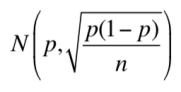 N(p, √(p(1 − p)/n))